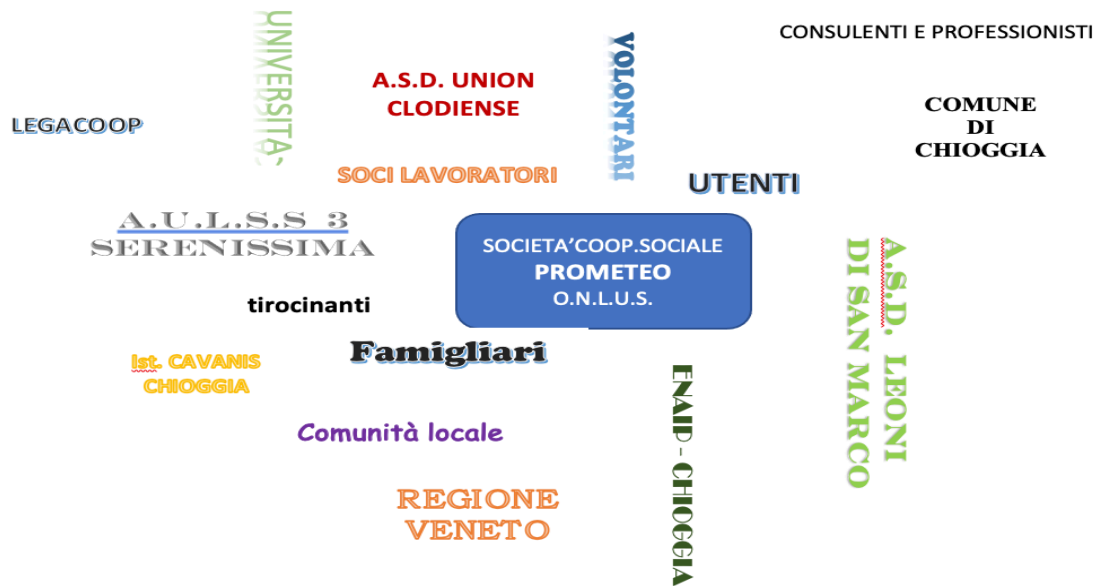 UNIVERSITA'
VOLONTARI
CONSULENTI E PROFESSIONISTI
A.S.D. UNION
CLODIENSE
LEGACOOP
COMUNE
DI
CHIOGGIA
SOCI LAVORATORI
UTENTI
A.U.L.S.S 3
SERENISSIMA
SOCIETA'COOP.SOCIALE
PROMETEO
O.N.L.U.S.
A.S.D. LEONI
DI SAN MARCO
tirocinanti
Famigliari
Ist. CAVANIS
CHIOGGIA
ENAIP - CHIOGGIA
Comunità locale
REGIONE
VENETO